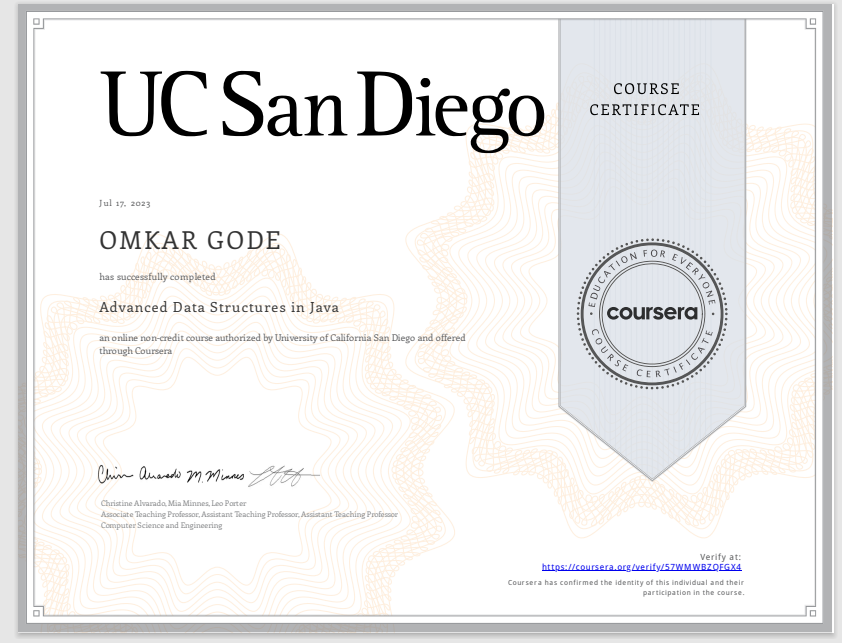 UC San Diego
COURSE
CERTIFICATE
Jul 17, 2023
OMKAR GODE
has successfully completed
Advanced Data Structures in Java
an online non-credit course authorized by University of California San Diego and offered
through Coursera
EDUCATION FOR EVERYONE
coursera
COURSE CERTIFICATE
Christine Alvarado, Mia Minnes, Leo Porter
Associate Teaching Professor, Assistant Teaching Professor, Assistant Teaching Professor
Computer Science and Engineering
Verify at:
https://coursera.org/verify/57WMWBZQFGX4
Coursera has confirmed the identity of this individual and their
participation in the course.